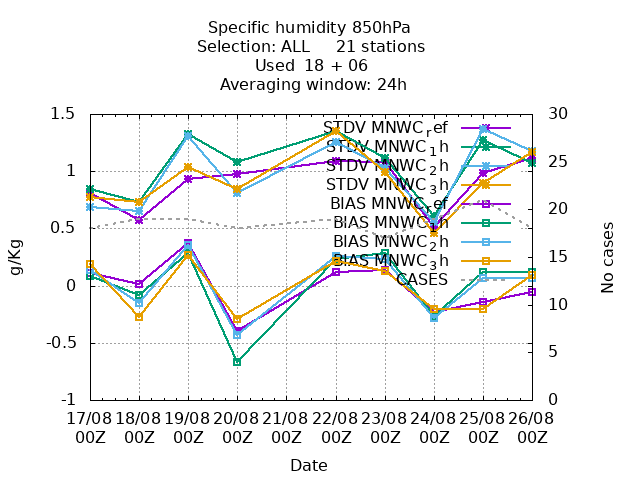 Specific humidity 850hPa
Selection: ALL 21 stations
Used 18 + 06
Averaging window: 24h
1.5
1
0.5
0
-0.5
-1
g/Kg
30
25
20
15
10
5
0
No cases
STDV MNWC_ref
STDV MNWC_1h
STDV MNWC_2h
STDV MNWC_3h
BIAS MNWC_ref
BIAS MNWC_1h
BIAS MNWC_2h
BIAS MNWC_3h
CASES
17/08 18/08 19/08 20/08 21/08 22/08 23/08 24/08 25/08 26/08
00Z 00Z 00Z 00Z 00Z 00Z 00Z 00Z 00Z 00Z
Date